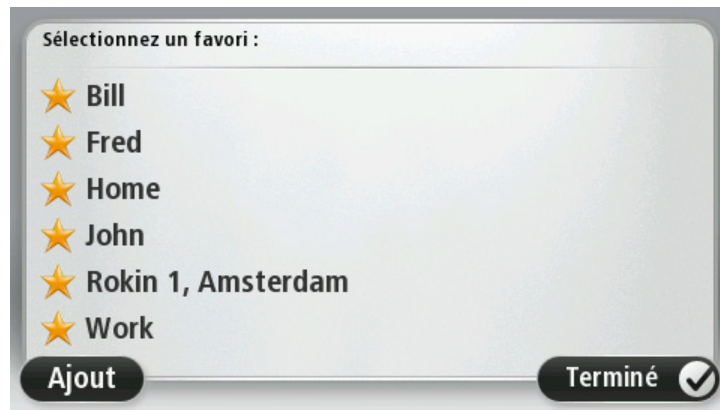 Sélectionnez un favori :
Bill
Fred
Home
John
Rokin 1, Amsterdam
Work
Ajout
Terminé